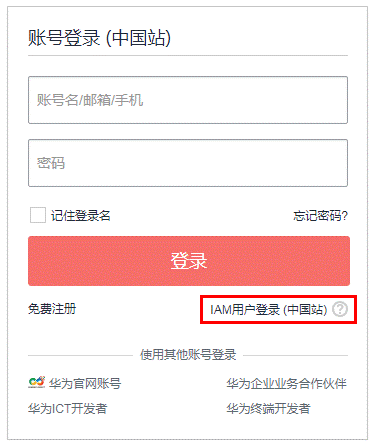 账号登录 (中国站)
账号名/邮箱/手机
密码
记住登录名 忘记密码?
登录
免费注册 IAM用户登录 (中国站) ?
使用其他账号登录
华为官网账号 华为企业业务合作伙伴
华为ICT开发者 华为终端开发者